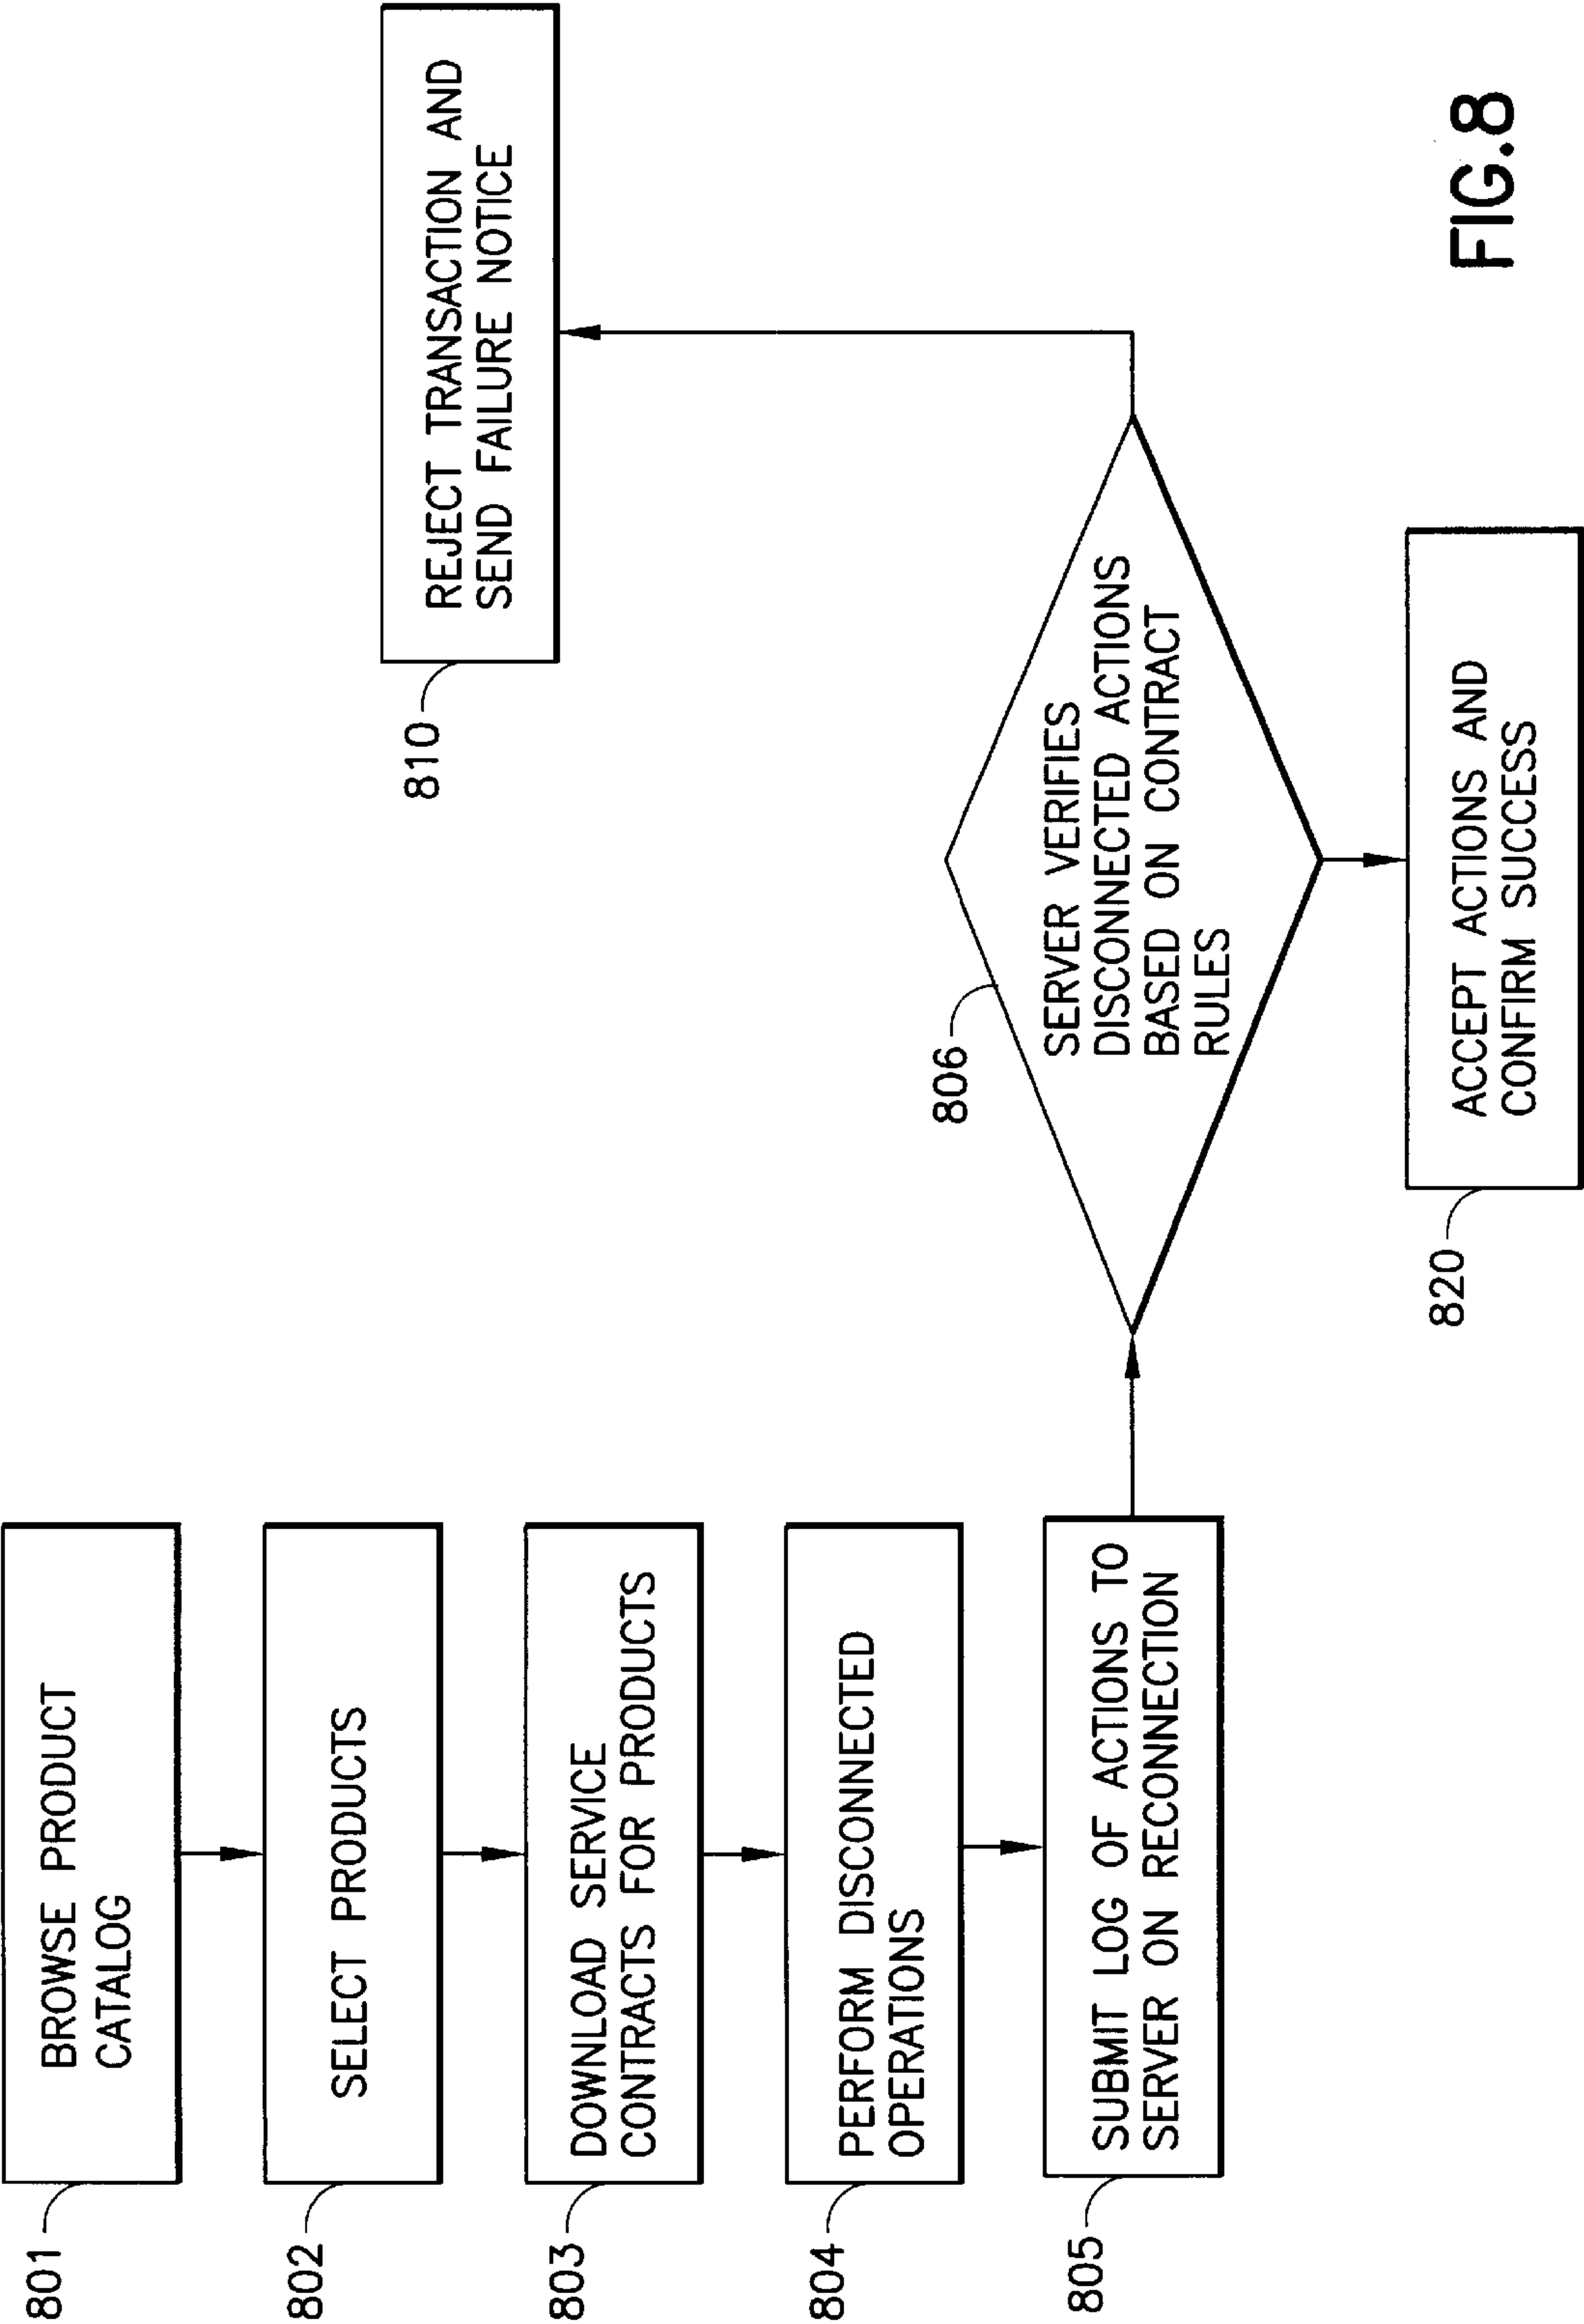 801
BROWSE PRODUCT
CATALOG
802
SELECT PRODUCTS
803
DOWNLOAD SERVICE
CONTRACTS FOR PRODUCTS
804
PERFORM DISCONNECTED
OPERATIONS
805
SUBMIT LOG OF ACTIONS TO
SERVER ON RECONNECTION
806
SERVER VERIFIES
DISCONNECTED ACTIONS
BASED ON CONTRACT
RULES
810
REJECT TRANSACTION AND
SEND FAILURE NOTICE
820
ACCEPT ACTIONS AND
CONFIRM SUCCESS
FIG.8